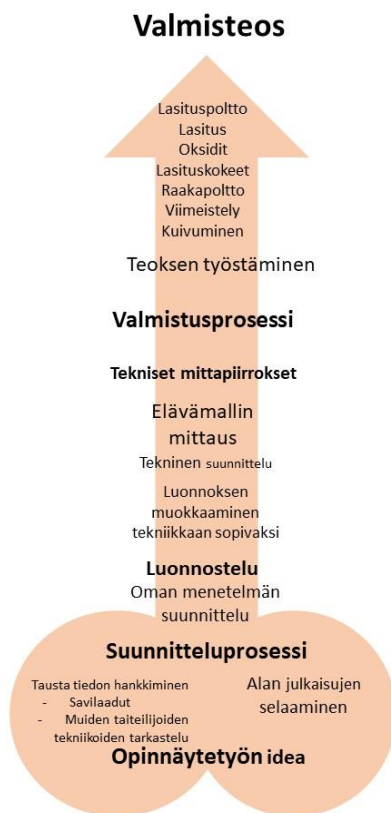 Valmisteos
Lasituspoltto
Lasitus
Oksidit
Lasituskokeet
Raakapoltto
Viimeistely
Kuivuminen
Teoksen työstäminen
Valmistusprosessi
Tekniset mittapiirrokset
Elävämallin
mittaus
Tekninen suunnittelu
Luonnoksen
muokkaaminen
tekniikkaan sopivaksi
Luonnostelu
Oman menetelmän
suunnittelu
Suunnitteluprosessi
Tausta tiedon hankkiminen
- Savilaadut
- Muiden taiteilijoiden
tekniikoiden tarkastelu
Alan julkaisujen
selaaminen
Opinnäytetyön idea